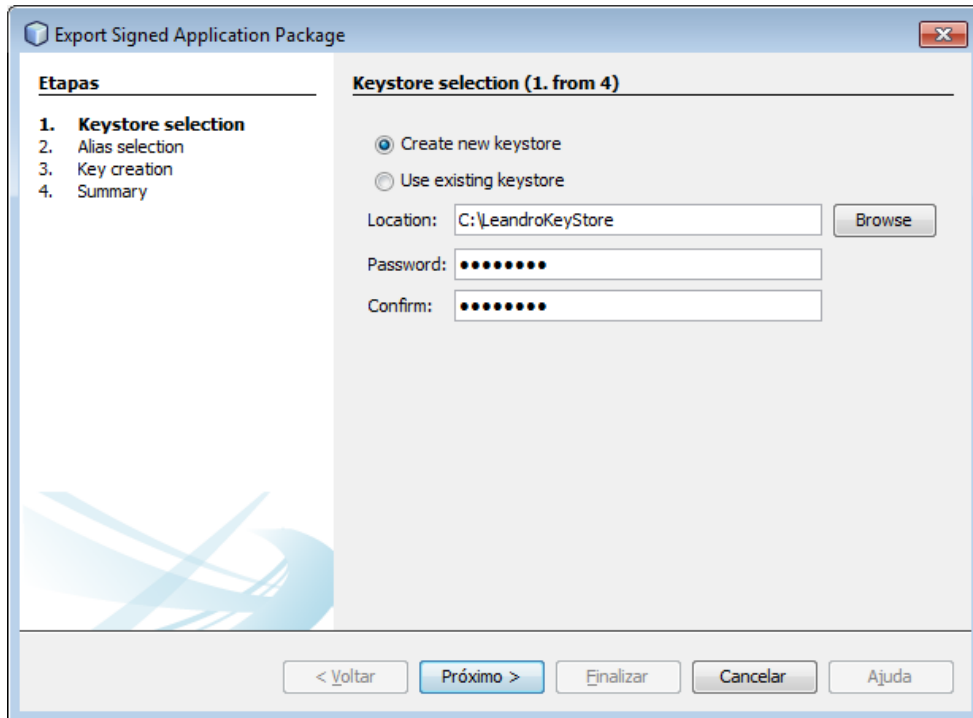 Export Signed Application Package
Etapas
1. Keystore selection
2. Alias selection
3. Key creation
4. Summary
Keystore selection (1. from 4)
Create new keystore
Use existing keystore
Location: C:\LeandroKeyStore Browse
Password: ●●●●●●●●
Confirm: ●●●●●●●●
< Voltar Próximo > Finalizar Cancelar Ajuda